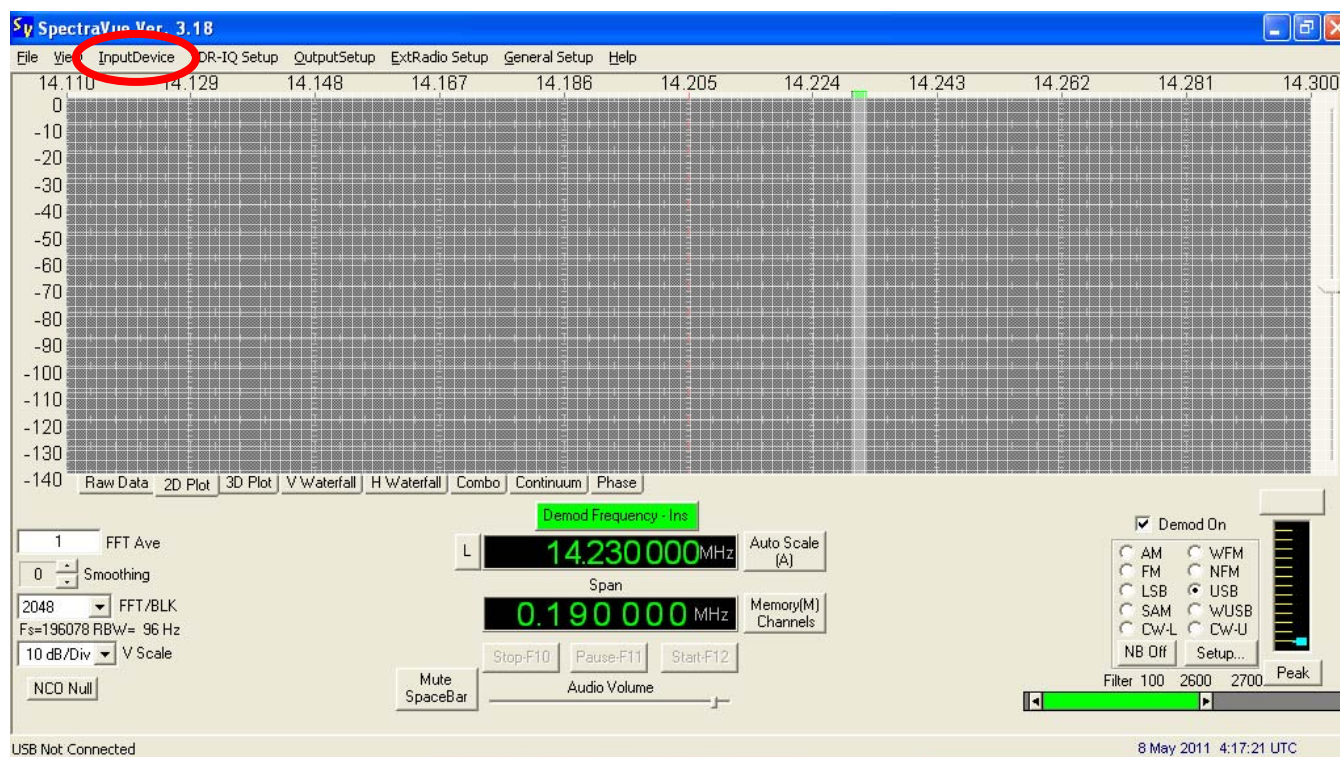 SpectraVue Ver. 3.18
File View InputDevice SDR-IQ Setup OutputSetup ExtRadio Setup General Setup Help
14.110 14.129 14.148 14.167 14.186 14.205 14.224 14.243 14.262 14.281 14.300
0
-10
-20
-30
-40
-50
-60
-70
-80
-90
-100
-110
-120
-130
-140
Raw Data 2D Plot 3D Plot V Waterfall H Waterfall Combo Continuum Phase
Demod Frequency - Ins
Demod On
1 FFT Ave
L 14.230 000 MHz Auto Scale (A)
AM WFM
0 Smoothing
FM NFM
Span
LSB USB
2048 FFT/BLK
0.190 000 MHz Memory(M) Channels
SAM WUSB
Fs=196078 RBW= 96 Hz
CW-L CW-U
10 dB/Div V Scale
Stop-F10 Pause-F11 Start-F12
NB Off Setup...
NCO Null
Mute SpaceBar
Audio Volume
Filter 100 2600 2700 Peak
USB Not Connected
8 May 2011 4:17:21 UTC